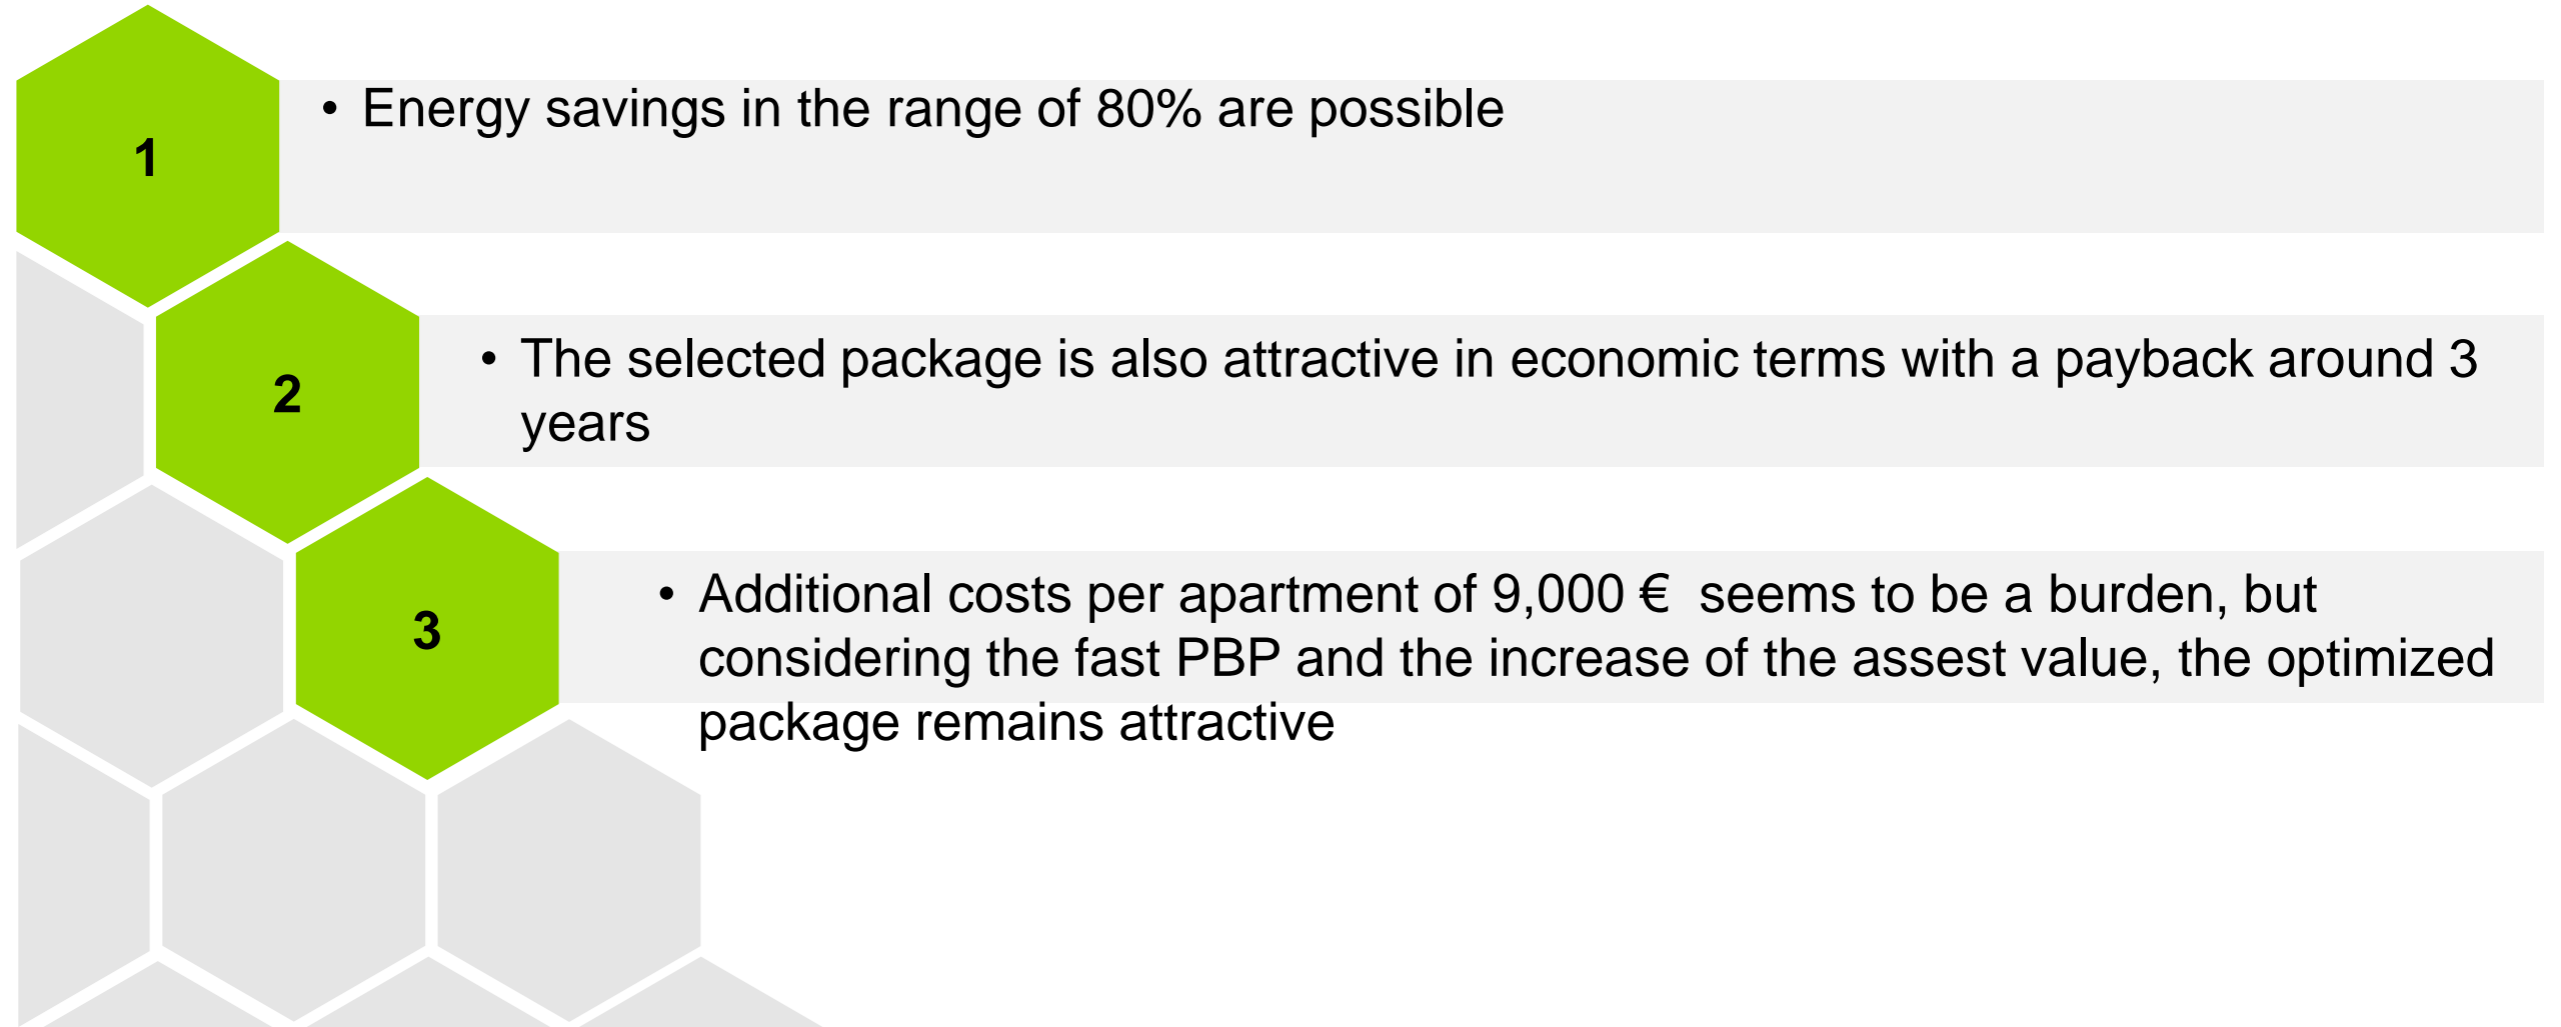 1
• Energy savings in the range of 80% are possible
2
• The selected package is also attractive in economic terms with a payback around 3
years
3
• Additional costs per apartment of 9,000 €  seems to be a burden, but
considering the fast PBP and the increase of the assest value, the optimized
package remains attractive